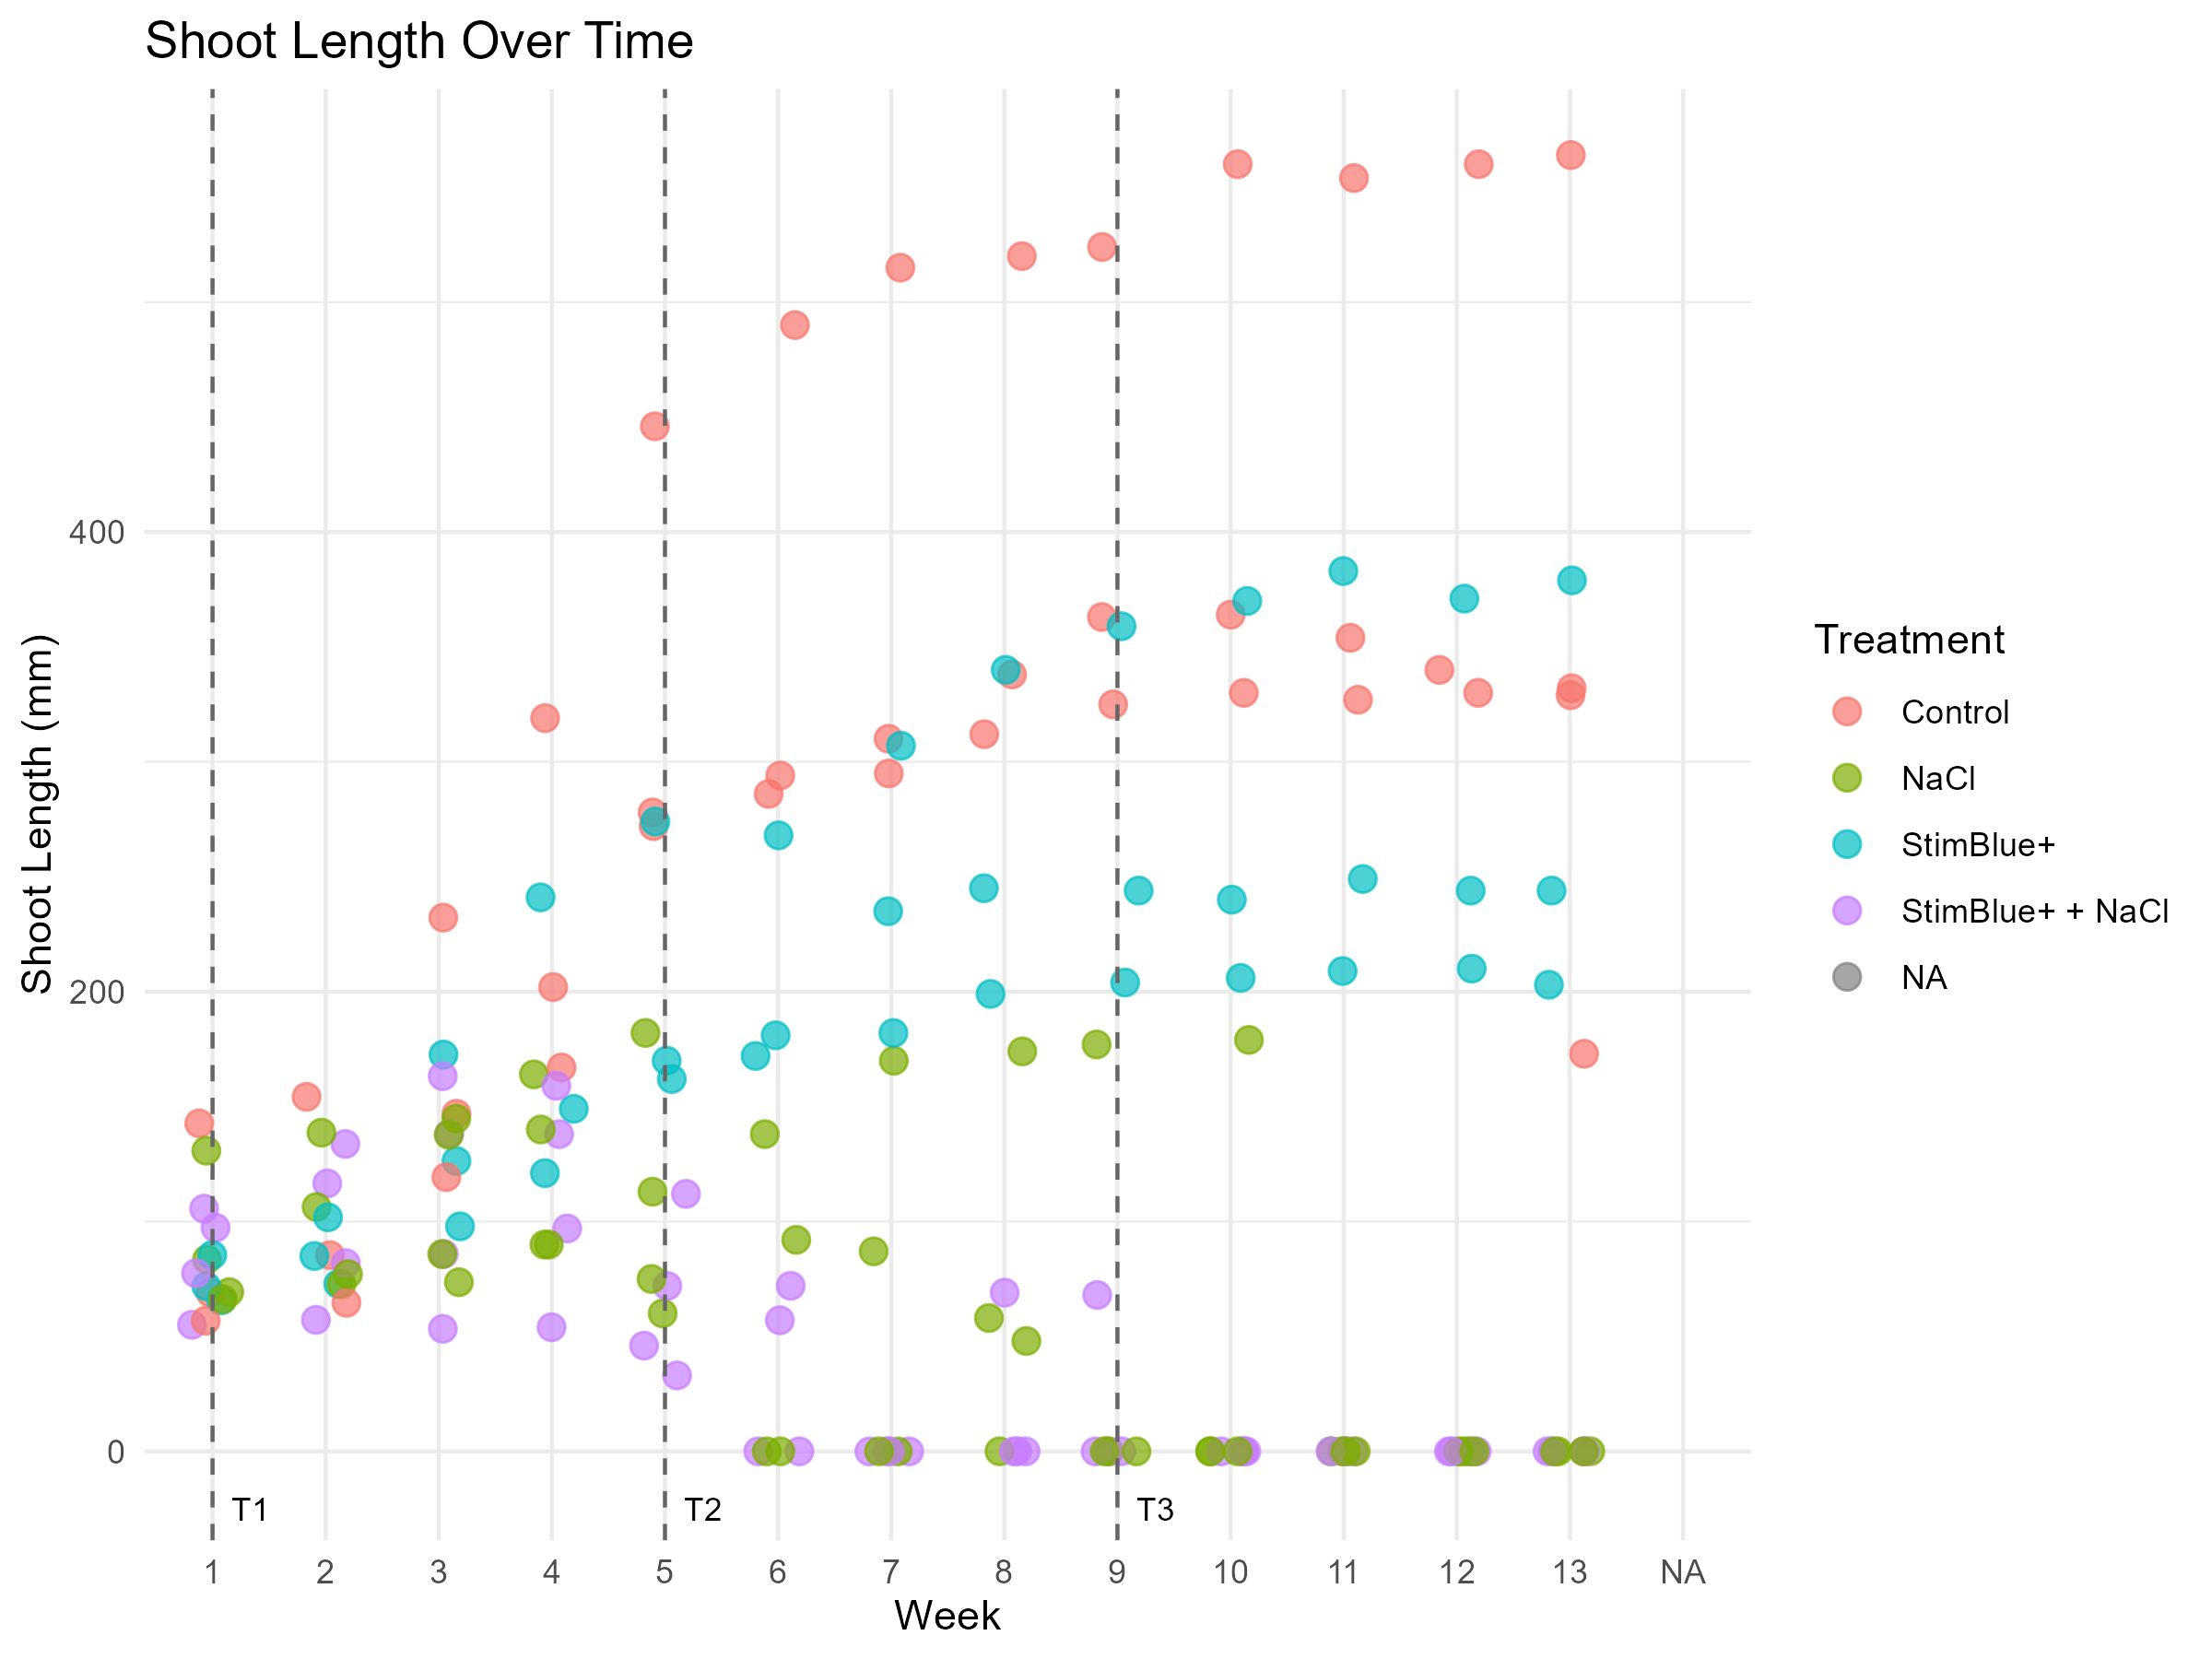 Shoot Length Over Time
Shoot Length (mm)
400
200
0
T1 T2 T3
1 2 3 4 5 6 7 8 9 10 11 12 13 NA
Week
Treatment
Control
NaCl
StimBlue+
StimBlue+ + NaCl
NA